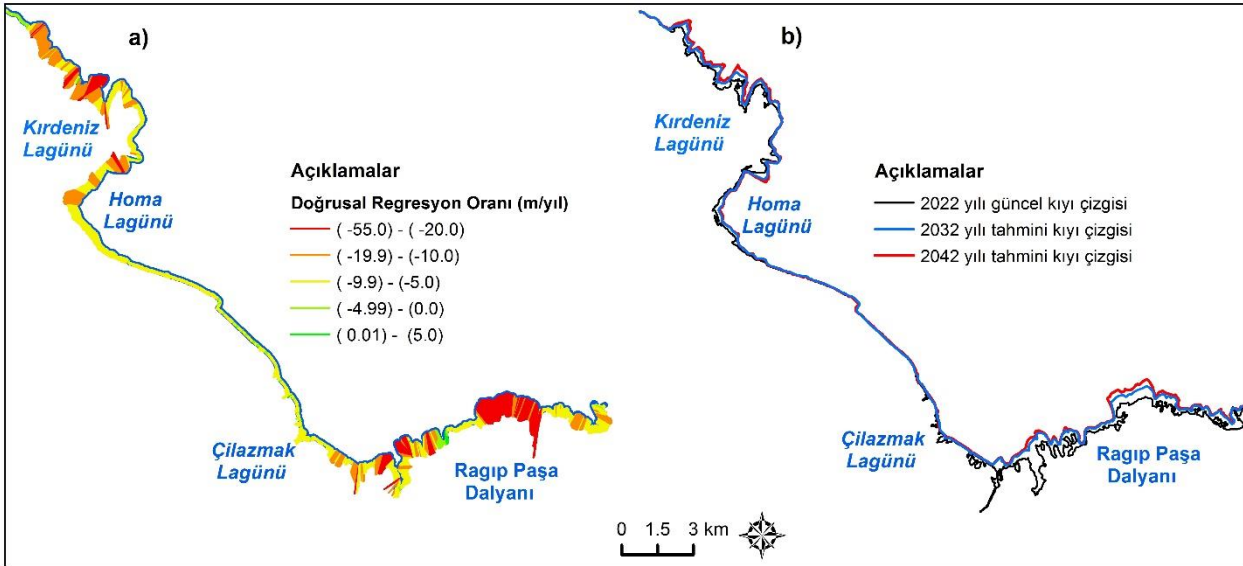 a)
Kırdeniz
Lagünü
Homa
Lagünü
Açıklamalar
Doğrusal Regresyon Oranı (m/yıl)
( -55.0) - ( -20.0)
( -19.9) - ( -10.0)
( -9.9) - (-5.0)
( -4.99) - (0.0)
( 0.01) - (5.0)
Çilazmak
Lagünü
Ragıp Paşa
Dalyanı
b)
Kırdeniz
Lagünü
Homa
Lagünü
Açıklamalar
2022 yılı güncel kıyı çizgisi
2032 yılı tahmini kıyı çizgisi
2042 yılı tahmini kıyı çizgisi
Çilazmak
Lagünü
Ragıp Paşa
Dalyanı
0 1.5 3 km